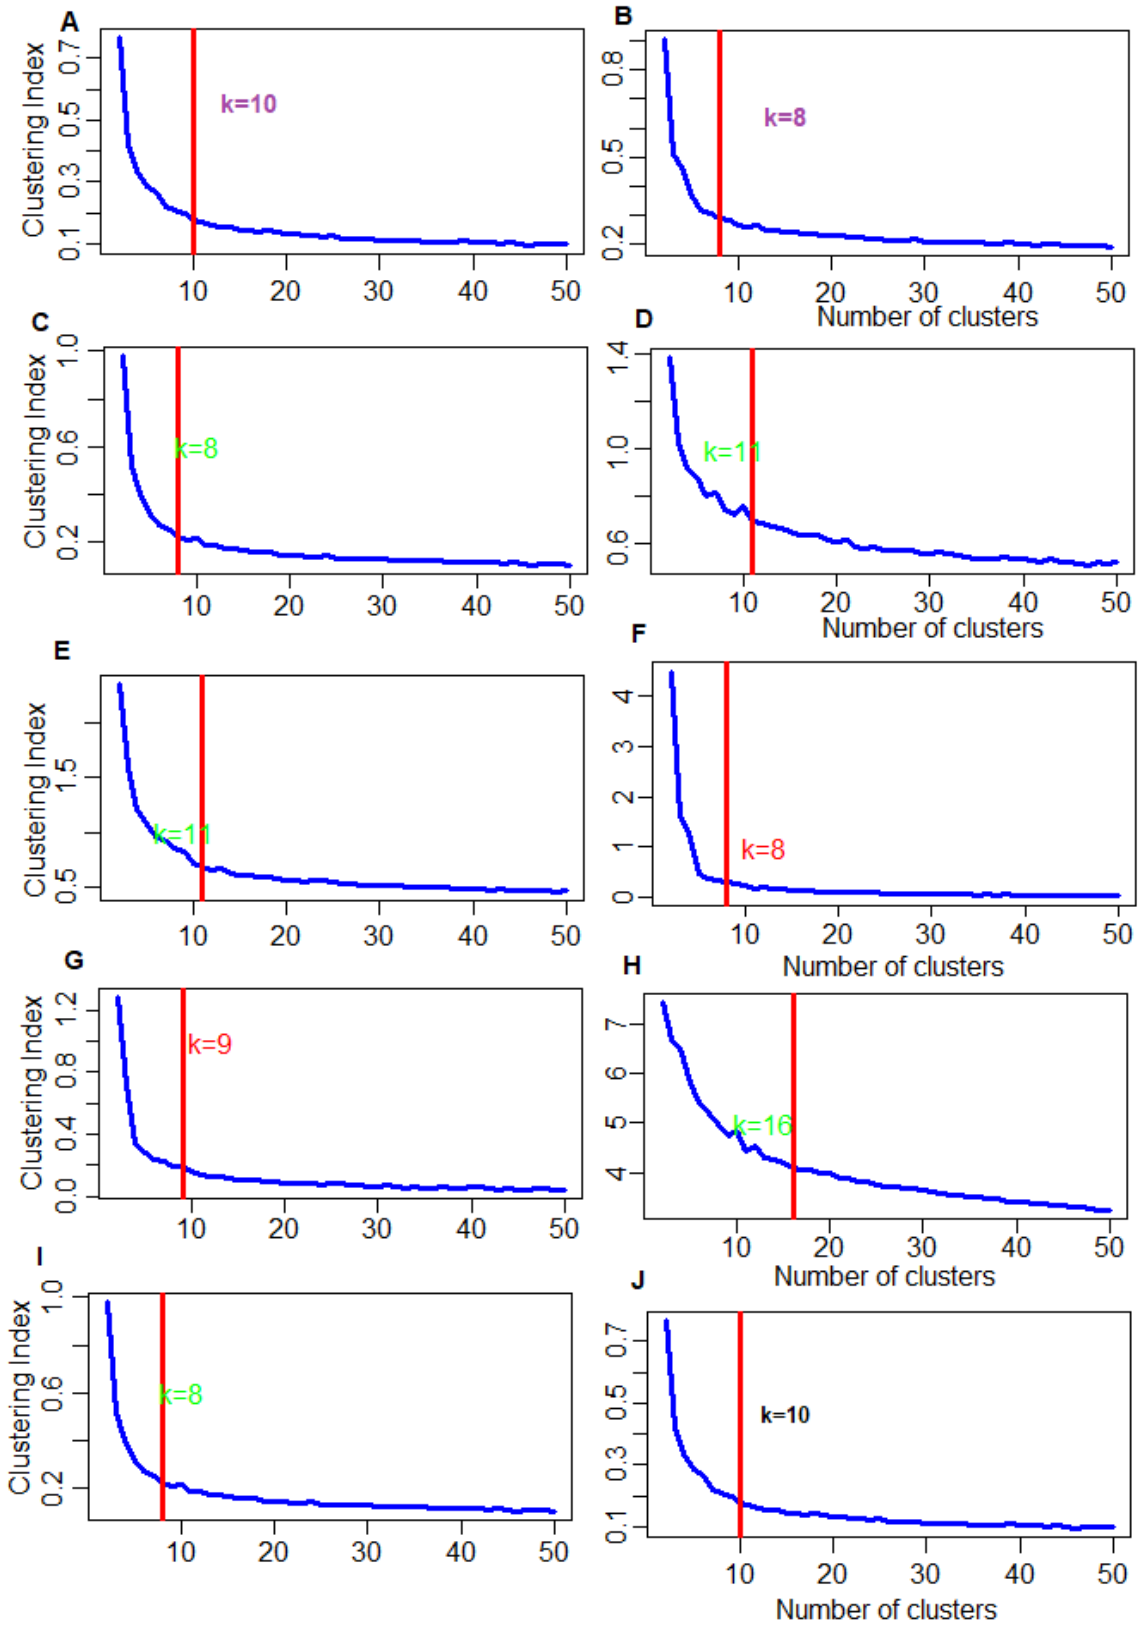 A
B
Clustering Index
0.1 0.3 0.5 0.7
k=10
10 20 30 40 50
0.2 0.5 0.8
k=8
10 20 30 40 50
Number of clusters
C
D
Clustering Index
0.2 0.6 1.0
k=8
10 20 30 40 50
0.6 1.0 1.4
k=11
10 20 30 40 50
Number of clusters
E
F
Clustering Index
0.5 1.5
k=11
10 20 30 40 50
0 1 2 3 4
k=8
10 20 30 40 50
Number of clusters
G
H
Clustering Index
0.0 0.4 0.8 1.2
k=9
10 20 30 40 50
4 5 6 7
k=16
10 20 30 40 50
Number of clusters
I
J
Clustering Index
0.2 0.6 1.0
k=8
10 20 30 40 50
0.1 0.3 0.5 0.7
k=10
10 20 30 40 50
Number of clusters